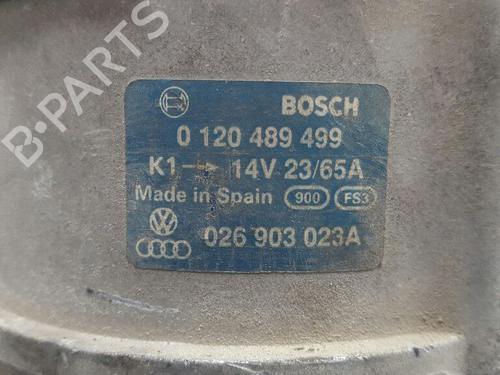 B-PARTS
BOSCH
0 120 489 499
K1→ 14V 23/65A
Made in Spain 900 FS3
026 903 023A